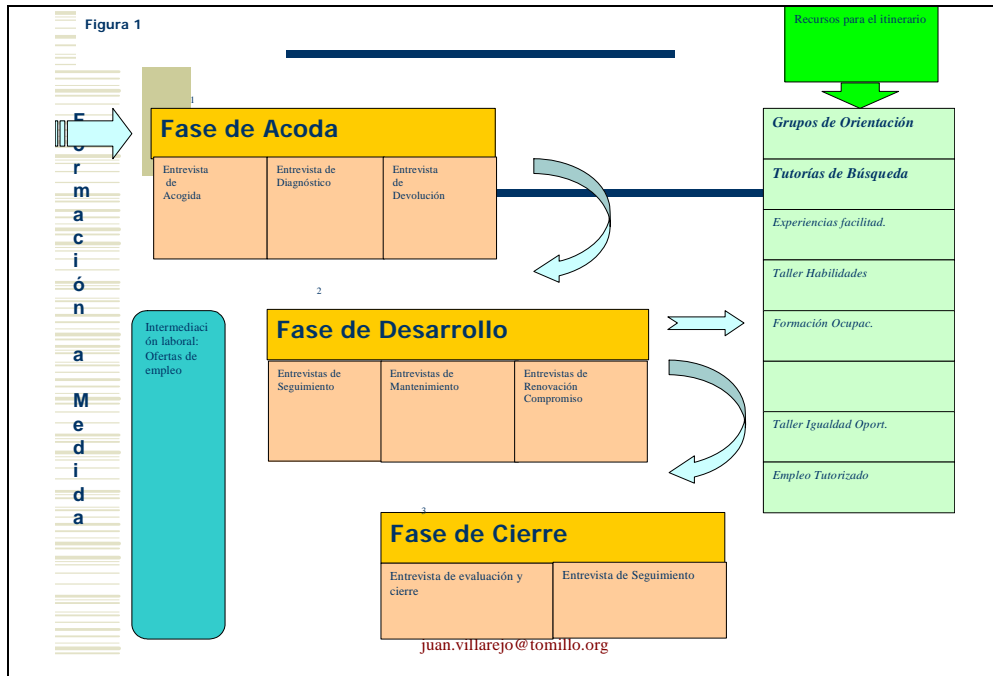 Figura 1
Recursos para el itinerario
Formación a Medida
1
Fase de Acoda
Entrevista
de
Acogida
Entrevista de
Diagnóstico
Entrevista
de
Devolución
2
Fase de Desarrollo
Entrevistas de
Seguimiento
Entrevistas de
Mantenimiento
Entrevistas de
Renovación
Compromiso
Intermediaci
ón laboral:
Ofertas de
empleo
3
Fase de Cierre
Entrevista de evaluación y
cierre
Entrevista de Seguimiento
Grupos de Orientación
Tutorías de Búsqueda
Experiencias facilitad.
Taller Habilidades
Formación Ocupac.
Taller Igualdad Oport.
Empleo Tutorizado
juan.villarejo@tomillo.org